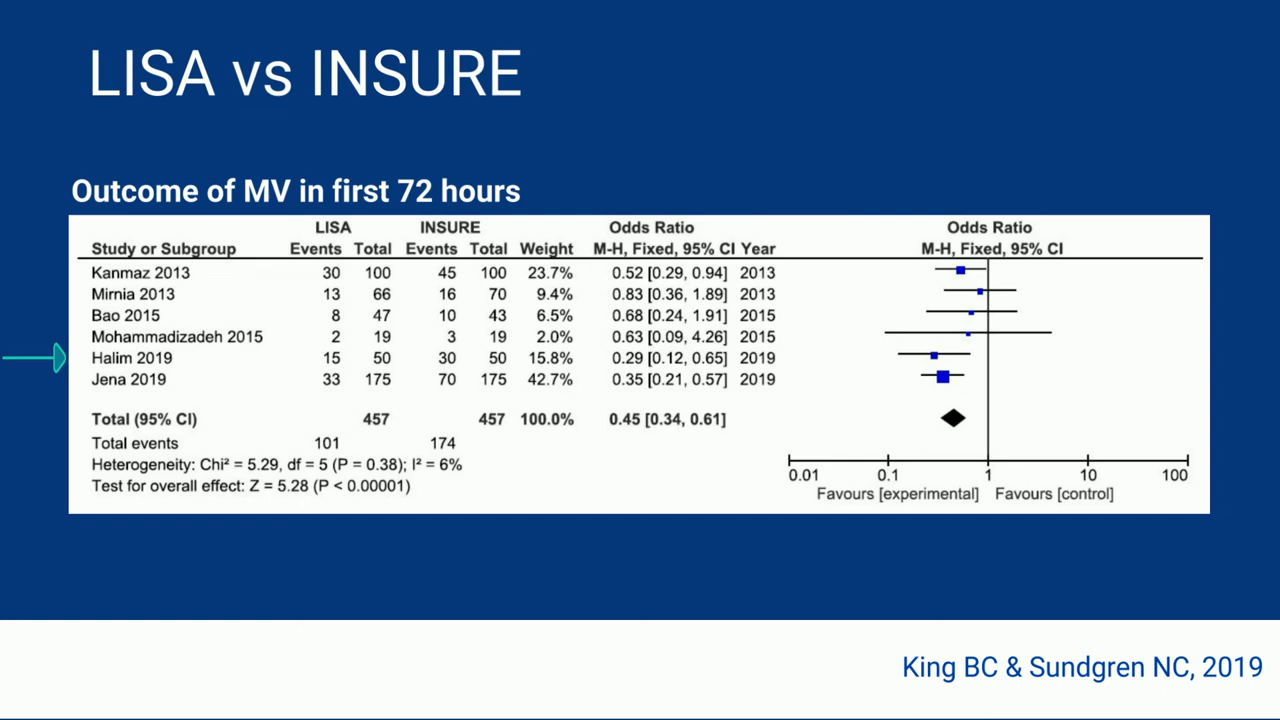 LISA vs INSURE
Outcome of MV in first 72 hours
LISA INSURE Odds Ratio Odds Ratio
Study or Subgroup Events Total Events Total Weight M-H, Fixed, 95% CI Year M-H, Fixed, 95% CI
Kanmaz 2013 30 100 45 100 23.7% 0.52 [0.29, 0.94] 2013
Mirnia 2013 13 66 16 70 9.4% 0.83 [0.36, 1.89] 2013
Bao 2015 8 47 10 43 6.5% 0.68 [0.24, 1.91] 2015
Mohammadizadeh 2015 2 19 3 19 2.0% 0.63 [0.09, 4.26] 2015
Halim 2019 15 50 30 50 15.8% 0.29 [0.12, 0.65] 2019
Jena 2019 33 175 70 175 42.7% 0.35 [0.21, 0.57] 2019
Total (95% CI) 457 457 100.0% 0.45 [0.34, 0.61]
Total events 101 174
Heterogeneity: Chi² = 5.29, df = 5 (P = 0.38); I² = 6%
Test for overall effect: Z = 5.28 (P < 0.00001)
0.01 0.1 1 10 100
Favours [experimental] Favours [control]
King BC & Sundgren NC, 2019